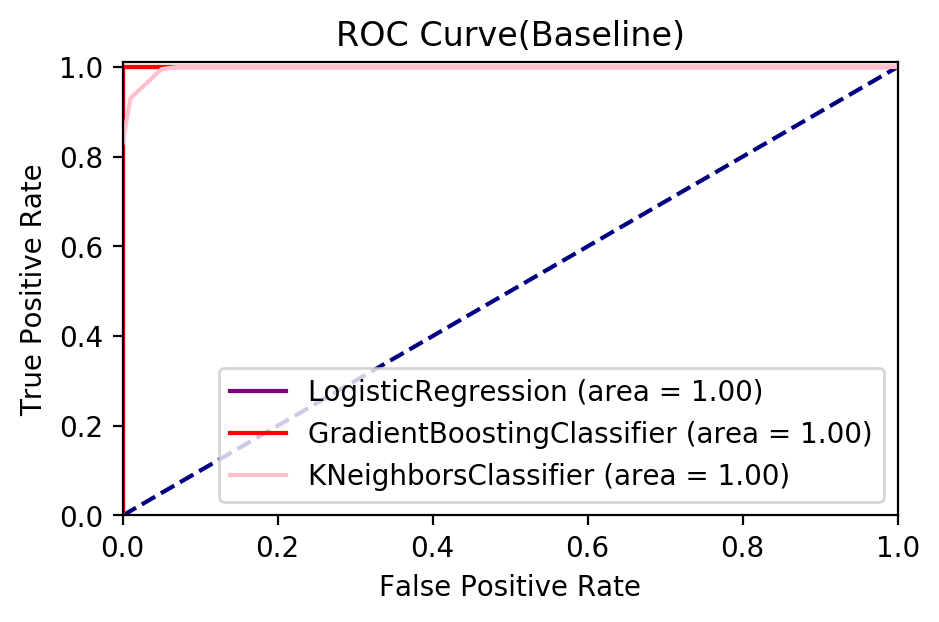 ROC Curve(Baseline)
True Positive Rate
1.0
0.8
0.6
0.4
0.2
0.0
LogisticRegression (area = 1.00)
GradientBoostingClassifier (area = 1.00)
KNeighborsClassifier (area = 1.00)
0.0 0.2 0.4 0.6 0.8 1.0
False Positive Rate